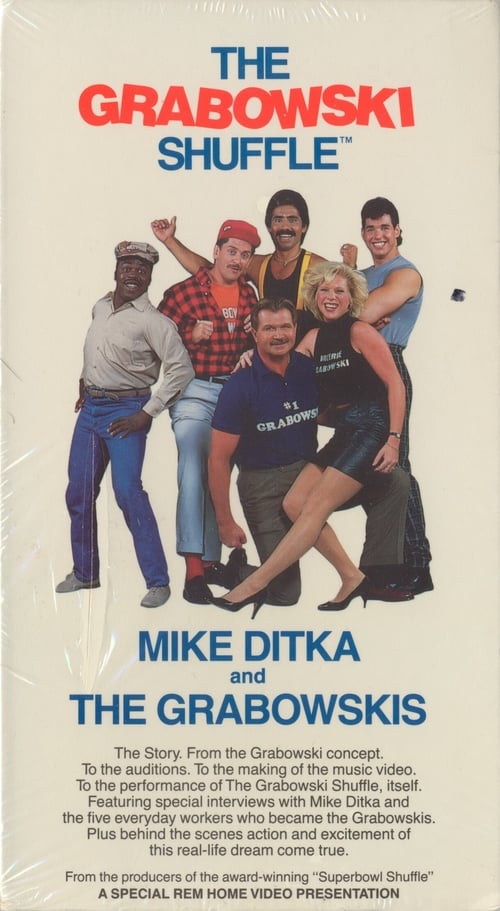 THE
GRABOWSKI
SHUFFLE™
#1
GRABOWS
MIKE DITKA
and
THE GRABOWSKIS
The Story. From the Grabowski concept.
To the auditions. To the making of the music video.
To the performance of The Grabowski Shuffle, itself.
Featuring special interviews with Mike Ditka and
the five everyday workers who became the Grabowskis.
Plus behind the scenes action and excitement of
this real-life dream come true.
From the producers of the award-winning “Superbowl Shuffle”
A SPECIAL REM HOME VIDEO PRESENTATION